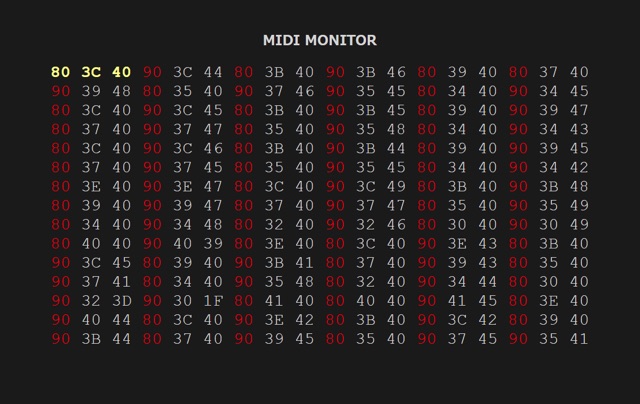 MIDI MONITOR
80 3C 40 90 3C 44 80 3B 40 90 3B 46 80 39 40 80 37 40
90 39 48 80 35 40 90 37 46 90 35 45 80 34 40 90 34 45
80 3C 40 90 3C 45 80 3B 40 90 3B 45 80 39 40 90 39 47
80 37 40 90 37 47 80 35 40 90 35 48 80 34 40 90 34 43
80 3C 40 90 3C 46 80 3B 40 90 3B 44 80 39 40 90 39 45
80 37 40 90 37 45 80 35 40 90 35 45 80 34 40 90 34 42
80 3E 40 90 3E 47 80 3C 40 90 3C 49 80 3B 40 90 3B 48
80 39 40 90 39 47 80 37 40 90 37 47 80 35 40 90 35 49
80 34 40 90 34 48 80 32 40 90 32 46 80 30 40 90 30 49
80 40 40 90 40 39 80 3E 40 80 3C 40 90 3E 43 80 3B 40
90 3C 45 80 39 40 90 3B 41 80 37 40 90 39 43 80 35 40
90 37 41 80 34 40 90 35 48 80 32 40 90 34 44 80 30 40
90 32 3D 90 30 1F 80 41 40 80 40 40 90 41 45 80 3E 40
90 40 44 80 3C 40 90 3E 42 80 3B 40 90 3C 42 80 39 40
90 3B 44 80 37 40 90 39 45 80 35 40 90 37 45 90 35 41